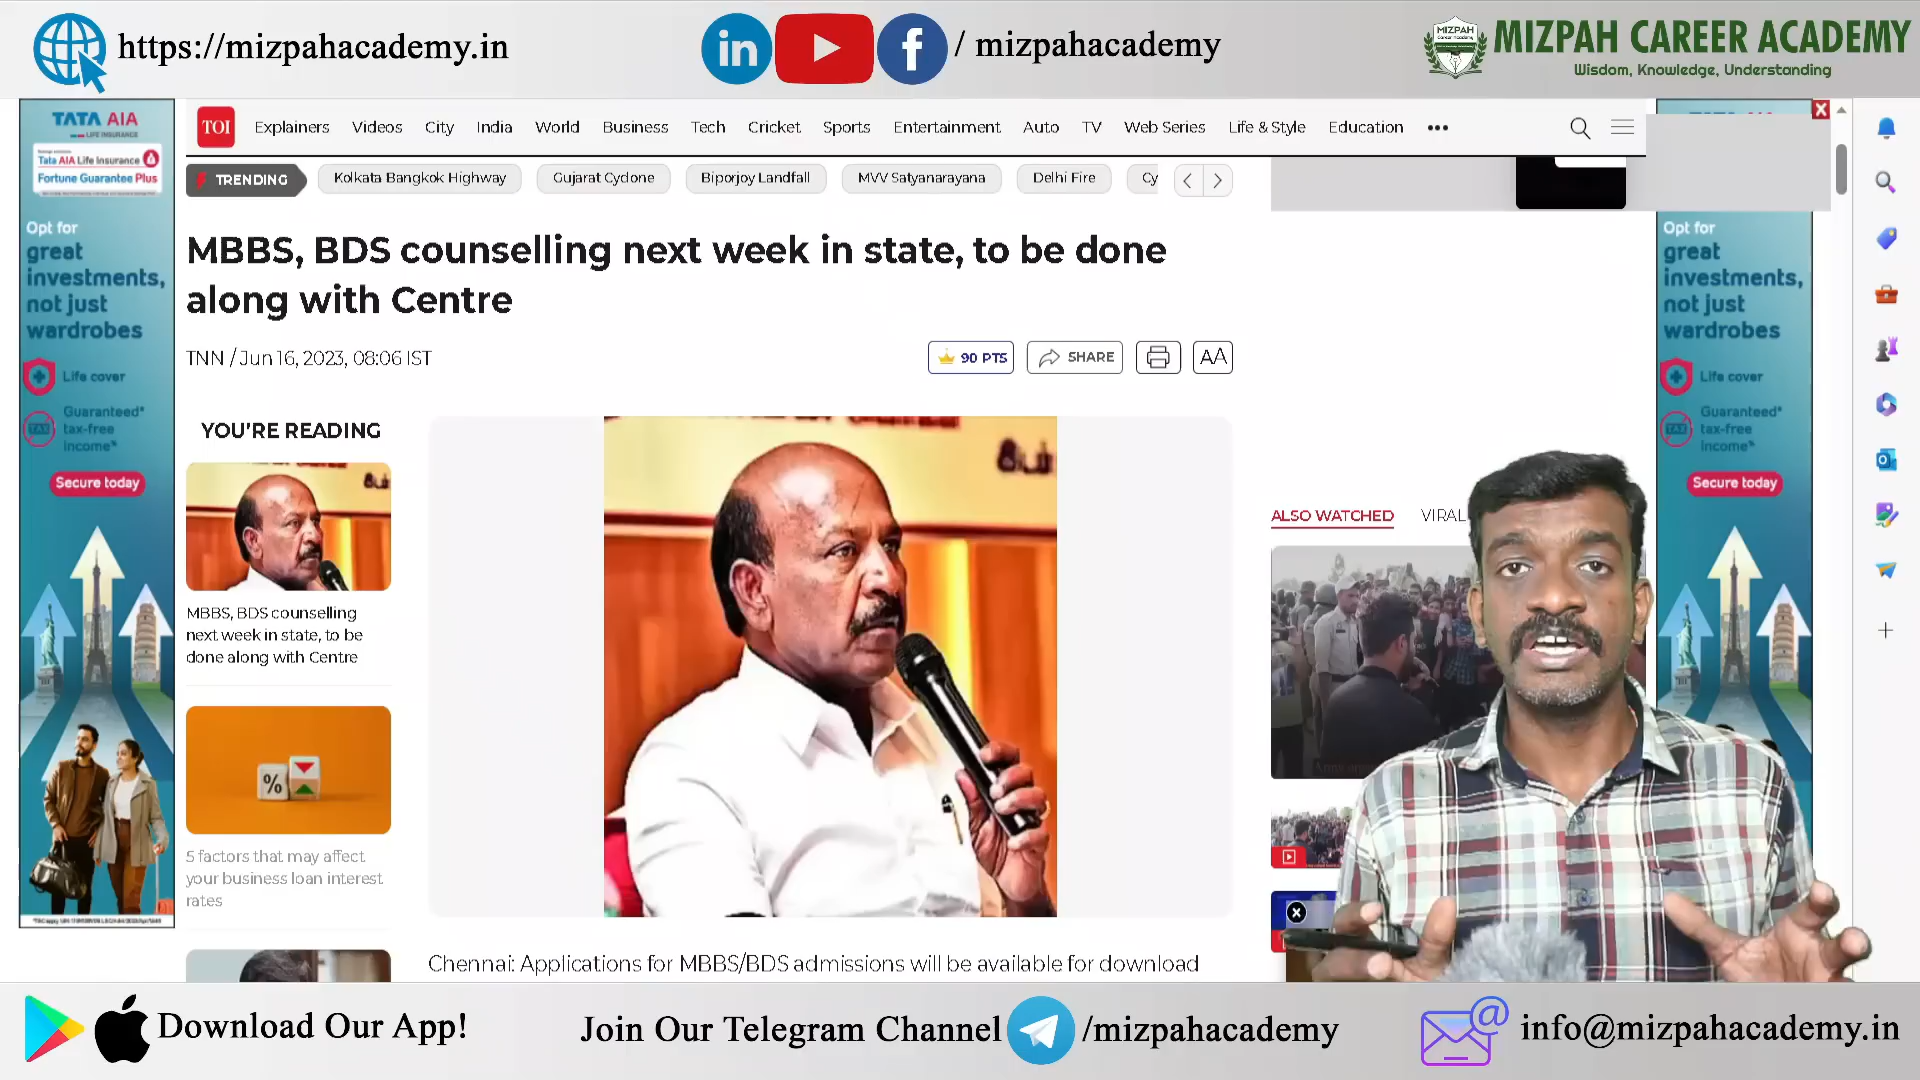 https://mizpahacademy.in
in
f
/ mizpahacademy
MIZPAH
MIZPAH CAREER ACADEMY
Wisdom, Knowledge, Understanding
TATA AIA
LIFE INSURANCE
Tata AIA Life Insurance
Fortune Guarantee Plus
Opt for
great
investments,
not just
wardrobes
Life cover
TAX
Guaranteed*
tax-free
income^
Secure today
TOI
Explainers Videos City India World Business Tech Cricket Sports Entertainment Auto TV Web Series Life & Style Education •••
TRENDING
Kolkata Bangkok Highway Gujarat Cyclone Biporjoy Landfall MVV Satyanarayana Delhi Fire Cy
MBBS, BDS counselling next week in state, to be done
along with Centre
TNN / Jun 16, 2023, 08:06 IST
90 PTS
SHARE
AA
YOU'RE READING
MBBS, BDS counselling
next week in state, to be
done along with Centre
%
5 factors that may affect
your business loan interest
rates
Chennai: Applications for MBBS/BDS admissions will be available for download
ALSO WATCHED VIRAL
Opt for
great
investments,
not just
wardrobes
Life cover
TAX
Guaranteed*
tax-free
income^
Secure today
Download Our App!
Join Our Telegram Channel
/mizpahacademy
@
info@mizpahacademy.in